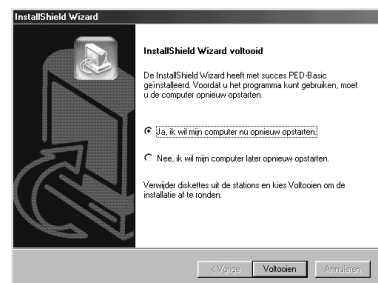 InstallShield Wizard
InstallShield Wizard voltooid
De InstallShield Wizard heeft met succes PED-Basic
geïnstalleerd. Voordat u het programma kunt gebruiken, moet
u de computer opnieuw opstarten.
Ja, ik wil mijn computer nu opnieuw opstarten.
Nee, ik wil mijn computer later opnieuw opstarten.
Verwijder diskettes uit de stations en kies Voltooien om de
installatie af te ronden.
< Vorige
Voltooien
Annuleren